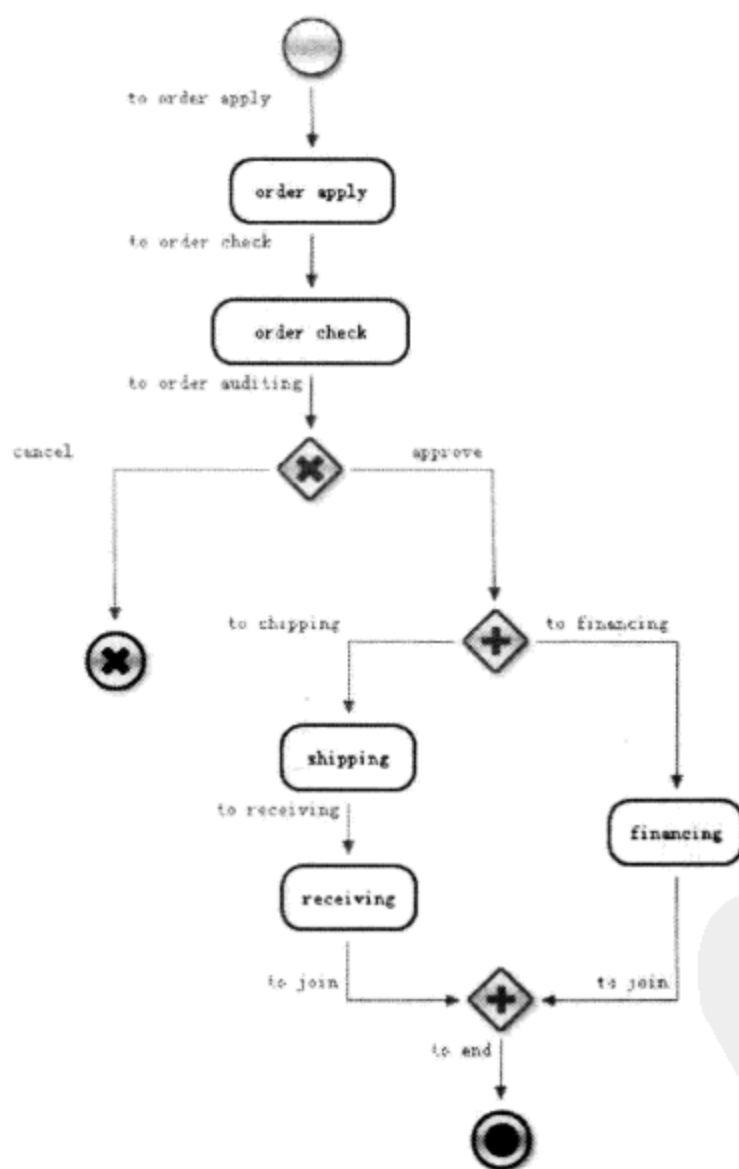 to order apply
order apply
to order check
order check
to order auditing
cancel
approve
to shipping
to financing
shipping
to receiving
financing
receiving
to join
to join
to end